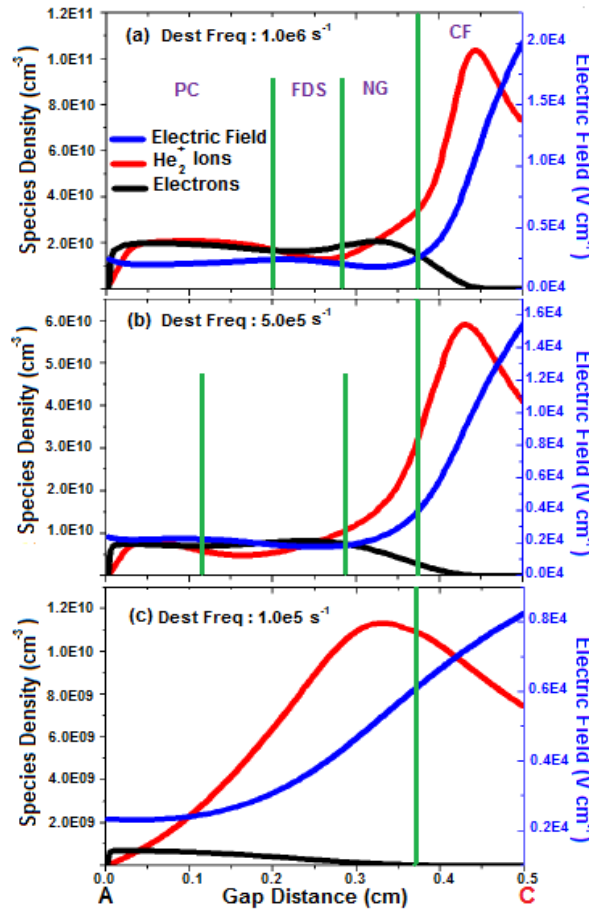 (a) Dest Freq : 1.0e6 s⁻¹
CF
PC
FDS
NG
Electric Field
He₂⁺ Ions
Electrons
1.2E11
1.0E11
8.0E10
6.0E10
4.0E10
2.0E10
Species Density (cm⁻³)
2.0E4
1.5E4
1.0E4
0.5E4
0.0E4
Electric Field (V cm⁻¹)
(b) Dest Freq : 5.0e5 s⁻¹
6.0E10
5.0E10
4.0E10
3.0E10
2.0E10
1.0E10
Species Density (cm⁻³)
1.6E4
1.4E4
1.2E4
1.0E4
0.8E4
0.6E4
0.4E4
0.2E4
0.0E4
Electric Field (V cm⁻¹)
(c) Dest Freq : 1.0e5 s⁻¹
1.2E10
1.0E10
8.0E09
6.0E09
4.0E09
2.0E09
Species Density (cm⁻³)
0.8E4
0.6E4
0.4E4
0.2E4
Electric Field (V cm⁻¹)
0.0 0.1 0.2 0.3 0.4 0.5
A Gap Distance (cm) C